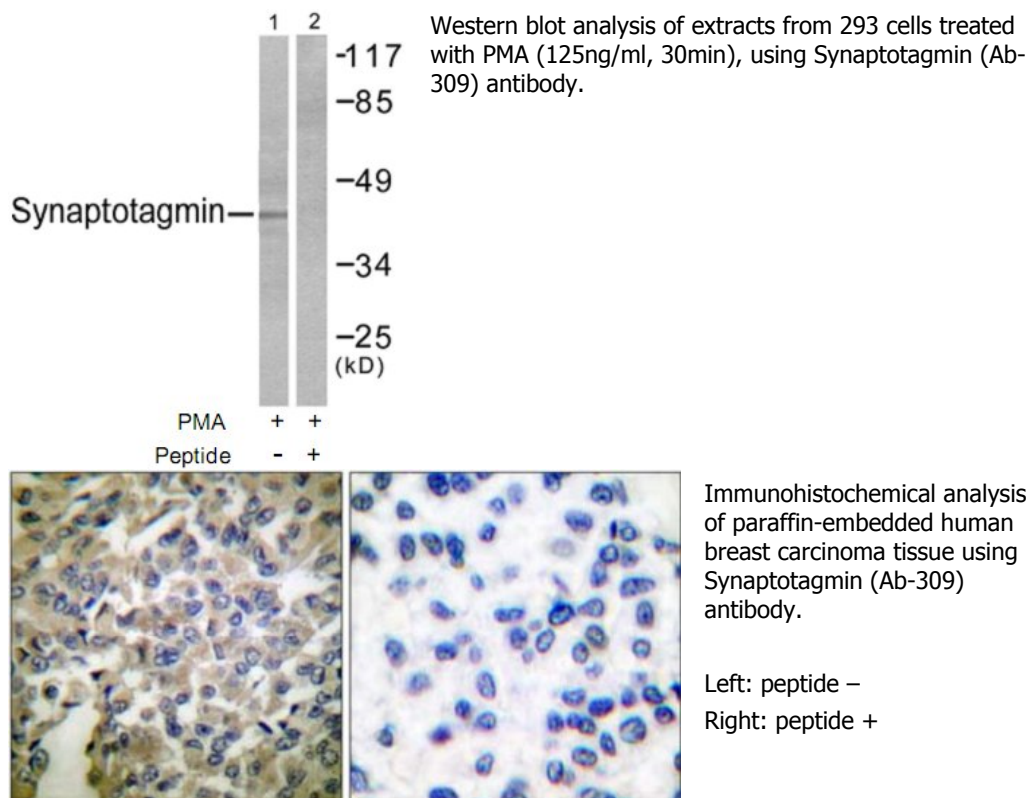 1 2
Western blot analysis of extracts from 293 cells treated
with PMA (125ng/ml, 30min), using Synaptotagmin (Ab-
309) antibody.
-117
-85
-49
Synaptotagmin—
-34
-25
(kD)
PMA + +
Peptide - +
Immunohistochemical analysis
of paraffin-embedded human
breast carcinoma tissue using
Synaptotagmin (Ab-309)
antibody.
Left: peptide –
Right: peptide +